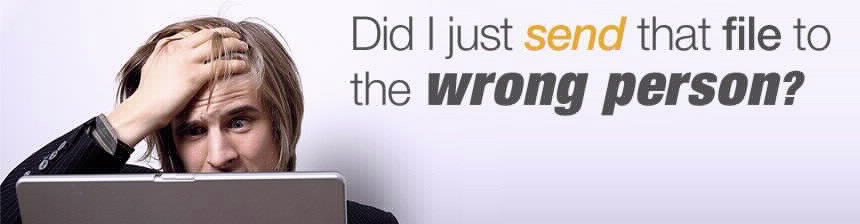 Did I just send that file to
the wrong person?